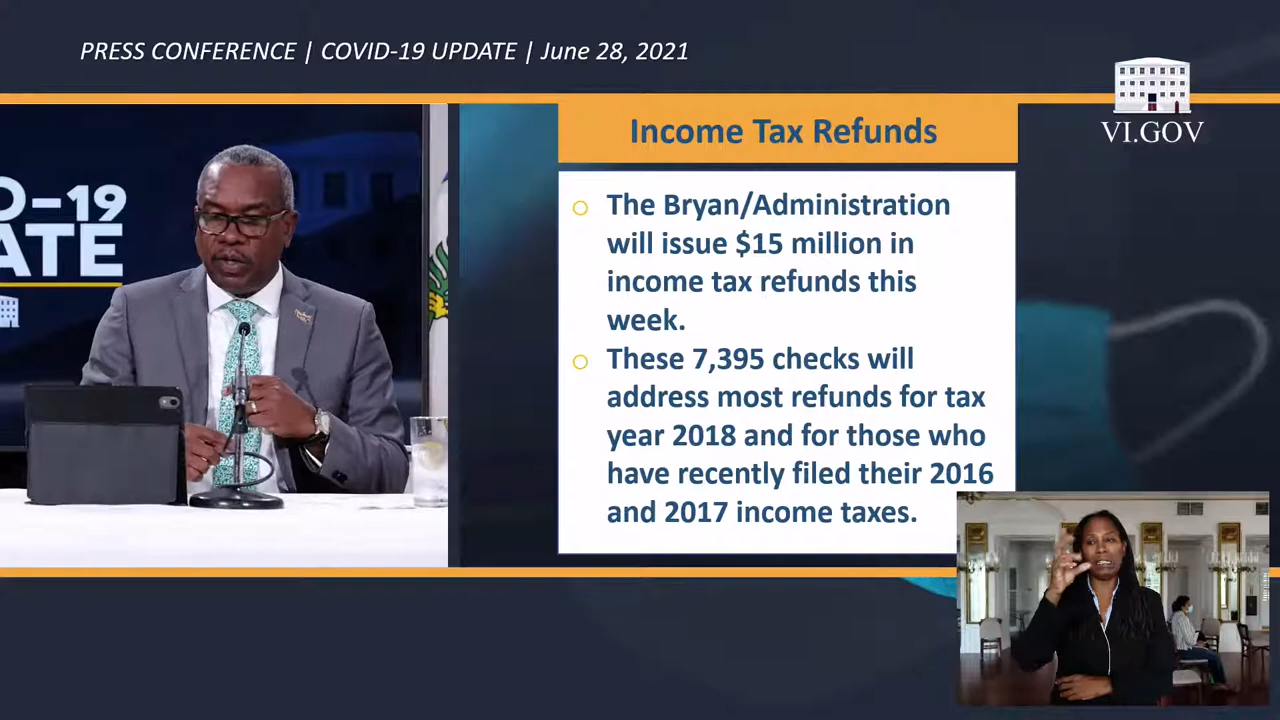 PRESS CONFERENCE | COVID-19 UPDATE | June 28, 2021
VI.GOV
D-19
ATE
Income Tax Refunds
The Bryan/Administration
will issue $15 million in
income tax refunds this
week.
These 7,395 checks will
address most refunds for tax
year 2018 and for those who
have recently filed their 2016
and 2017 income taxes.